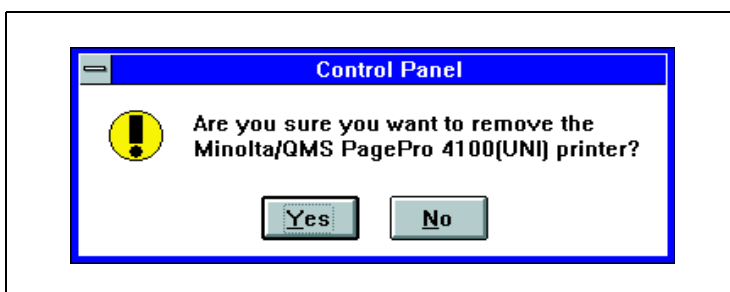 Control Panel
Are you sure you want to remove the
Minolta/QMS PagePro 4100(UNI) printer?
Yes No